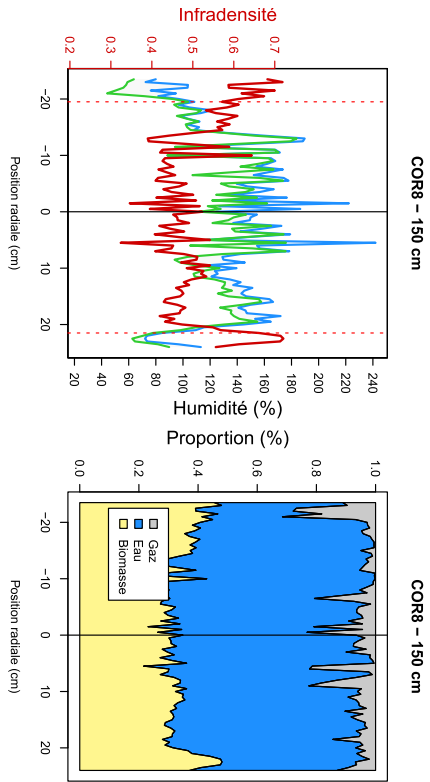 COR8 – 150 cm
Infradensité
0.2 0.3 0.4 0.5 0.6 0.7
-20 -10 0 10 20
Position radiale (cm)
20 40 60 80 100 120 140 160 180 200 220 240
Humidité (%)
COR8 – 150 cm
Proportion (%)
0.0 0.2 0.4 0.6 0.8 1.0
Gaz
Eau
Biomasse
-20 -10 0 10 20
Position radiale (cm)